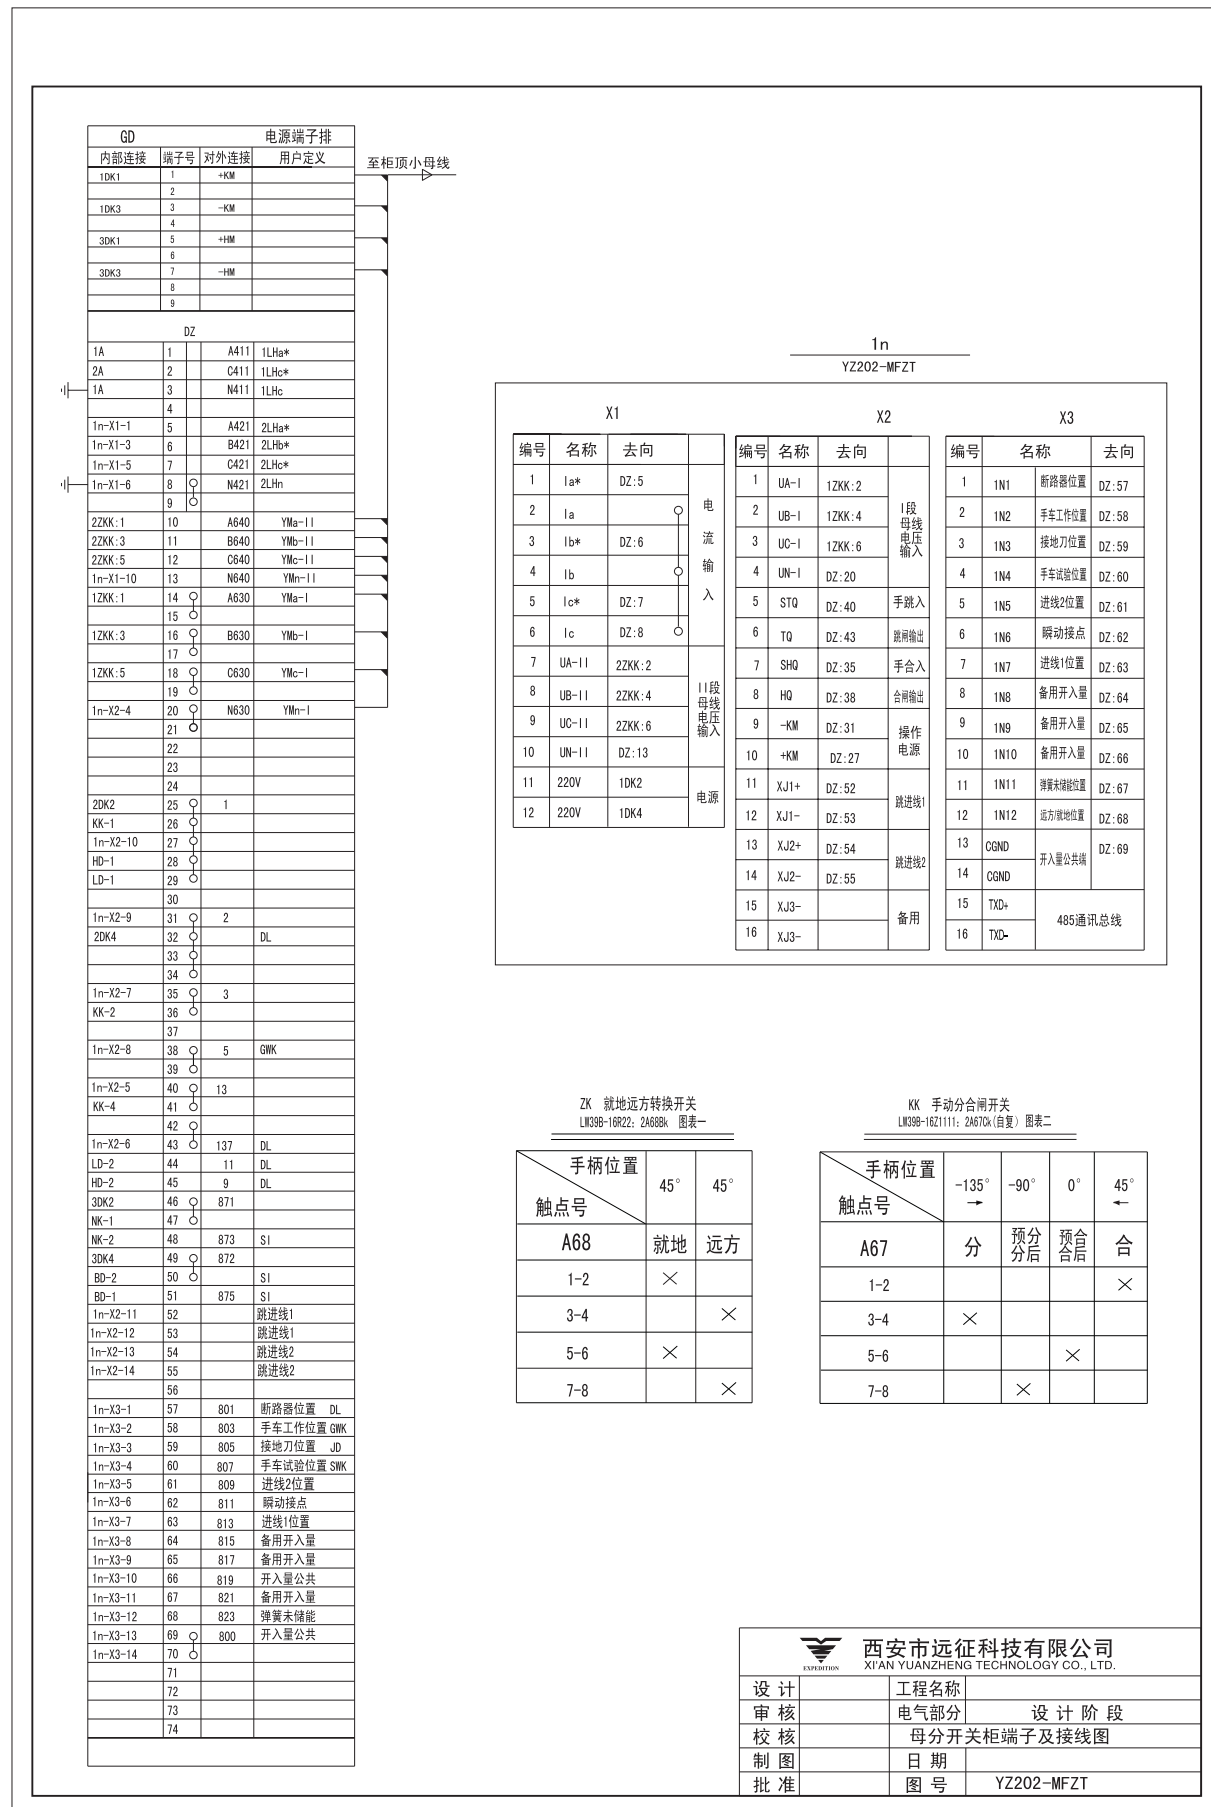 GD 电源端子排
内部连接 端子号 对外连接 用户定义
1DK1 1 +KM
2
1DK3 3 -KM
4
3DK1 5 +HM
6
3DK3 7 -HM
8
9
至柜顶小母线
DZ
1A 1 A411 1LHa*
2A 2 C411 1LHc*
1A 3 N411 1LHc
4
1n-X1-1 5 A421 2LHa*
1n-X1-3 6 B421 2LHb*
1n-X1-5 7 C421 2LHc*
1n-X1-6 8 N421 2LHn
9
2ZKK:1 10 A640 YMa-II
2ZKK:3 11 B640 YMb-II
2ZKK:5 12 C640 YMc-II
1n-X1-10 13 N640 YMn-II
1ZKK:1 14 A630 YMa-I
15
1ZKK:3 16 B630 YMb-I
17
1ZKK:5 18 C630 YMc-I
19
1n-X2-4 20 N630 YMn-I
21
22
23
24
2DK2 25 1
KK-1 26
1n-X2-10 27
HD-1 28
LD-1 29
30
1n-X2-9 31 2
2DK4 32 DL
33
34
1n-X2-7 35 3
KK-2 36
37
1n-X2-8 38 5 GWK
39
1n-X2-5 40 13
KK-4 41
42
1n-X2-6 43 137 DL
LD-2 44 11 DL
HD-2 45 9 DL
3DK2 46 871
NK-1 47
NK-2 48 873 SI
3DK4 49 872
BD-2 50 SI
BD-1 51 875 SI
1n-X2-11 52 跳进线1
1n-X2-12 53 跳进线1
1n-X2-13 54 跳进线2
1n-X2-14 55 跳进线2
56
1n-X3-1 57 801 断路器位置 DL
1n-X3-2 58 803 手车工作位置 GWK
1n-X3-3 59 805 接地刀位置 JD
1n-X3-4 60 807 手车试验位置 SWK
1n-X3-5 61 809 进线2位置
1n-X3-6 62 811 瞬动接点
1n-X3-7 63 813 进线1位置
1n-X3-8 64 815 备用开入量
1n-X3-9 65 817 备用开入量
1n-X3-10 66 819 开入量公共
1n-X3-11 67 821 备用开入量
1n-X3-12 68 823 弹簧未储能
1n-X3-13 69 800 开入量公共
1n-X3-14 70
71
72
73
74
1n
YZ202-MFZT
X1
编号 名称 去向
1 Ia* DZ:5
2 Ia
3 Ib* DZ:6
4 Ib
5 Ic* DZ:7
6 Ic DZ:8
电流输入
7 UA-II 2ZKK:2
8 UB-II 2ZKK:4
9 UC-II 2ZKK:6
10 UN-II DZ:13
II段母线电压输入
11 220V 1DK2
12 220V 1DK4
电源
X2
编号 名称 去向
1 UA-I 1ZKK:2
2 UB-I 1ZKK:4
3 UC-I 1ZKK:6
4 UN-I DZ:20
I段母线电压输入
5 STQ DZ:40 手跳入
6 TQ DZ:43 跳闸输出
7 SHQ DZ:35 手合入
8 HQ DZ:38 合闸输出
9 -KM DZ:31
10 +KM DZ:27
操作电源
11 XJ1+ DZ:52
12 XJ1- DZ:53
跳进线1
13 XJ2+ DZ:54
14 XJ2- DZ:55
跳进线2
15 XJ3-
16 XJ3-
备用
X3
编号 名称 去向
1 1N1 断路器位置 DZ:57
2 1N2 手车工作位置 DZ:58
3 1N3 接地刀位置 DZ:59
4 1N4 手车试验位置 DZ:60
5 1N5 进线2位置 DZ:61
6 1N6 瞬动接点 DZ:62
7 1N7 进线1位置 DZ:63
8 1N8 备用开入量 DZ:64
9 1N9 备用开入量 DZ:65
10 1N10 备用开入量 DZ:66
11 1N11 弹簧未储能位置 DZ:67
12 1N12 远方/就地位置 DZ:68
13 CGND DZ:69
开入量公共端
14 CGND
15 TXD+
485通讯总线
16 TXD-
ZK 就地远方转换开关
LW39B-16R22; 2A68Bk 图表一
手柄位置 45° 45°
触点号
A68 就地 远方
1-2 ×
3-4 ×
5-6 ×
7-8 ×
KK 手动分合闸开关
LW39B-16Z1111; 2A67Ck(自复) 图表二
手柄位置 -135° -90° 0° 45°
触点号 → ←
A67 分 预分分后 预合合后 合
1-2 ×
3-4 ×
5-6 ×
7-8 ×
EXPEDITION
西安市远征科技有限公司
XI'AN YUANZHENG TECHNOLOGY CO., LTD.
设计 工程名称
审核 电气部分 设计阶段
校核 母分开关柜端子及接线图
制图 日期
批准 图号 YZ202-MFZT